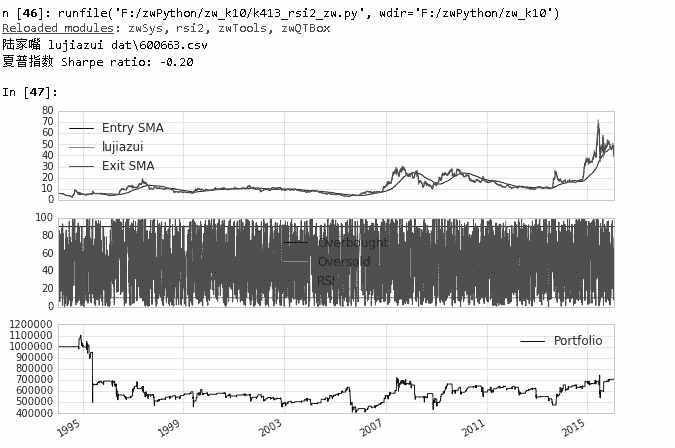 n [46]: runfile('F:/zwPython/zw_k10/k413_rsi2_zw.py', wdir='F:/zwPython/zw_k10')
Reloaded modules: zwSys, rsi2, zwTools, zwQTBox
陆家嘴 lujiazui dat\600663.csv
夏普指数 Sharpe ratio: -0.20
In [47]:
80
70
60
50
40
30
20
10
0
Entry SMA
lujiazui
Exit SMA
100
80
60
40
20
0
Overbought
Oversold
RSI
1200000
1100000
1000000
900000
800000
700000
600000
500000
400000
Portfolio
1995
1999
2003
2007
2011
2015